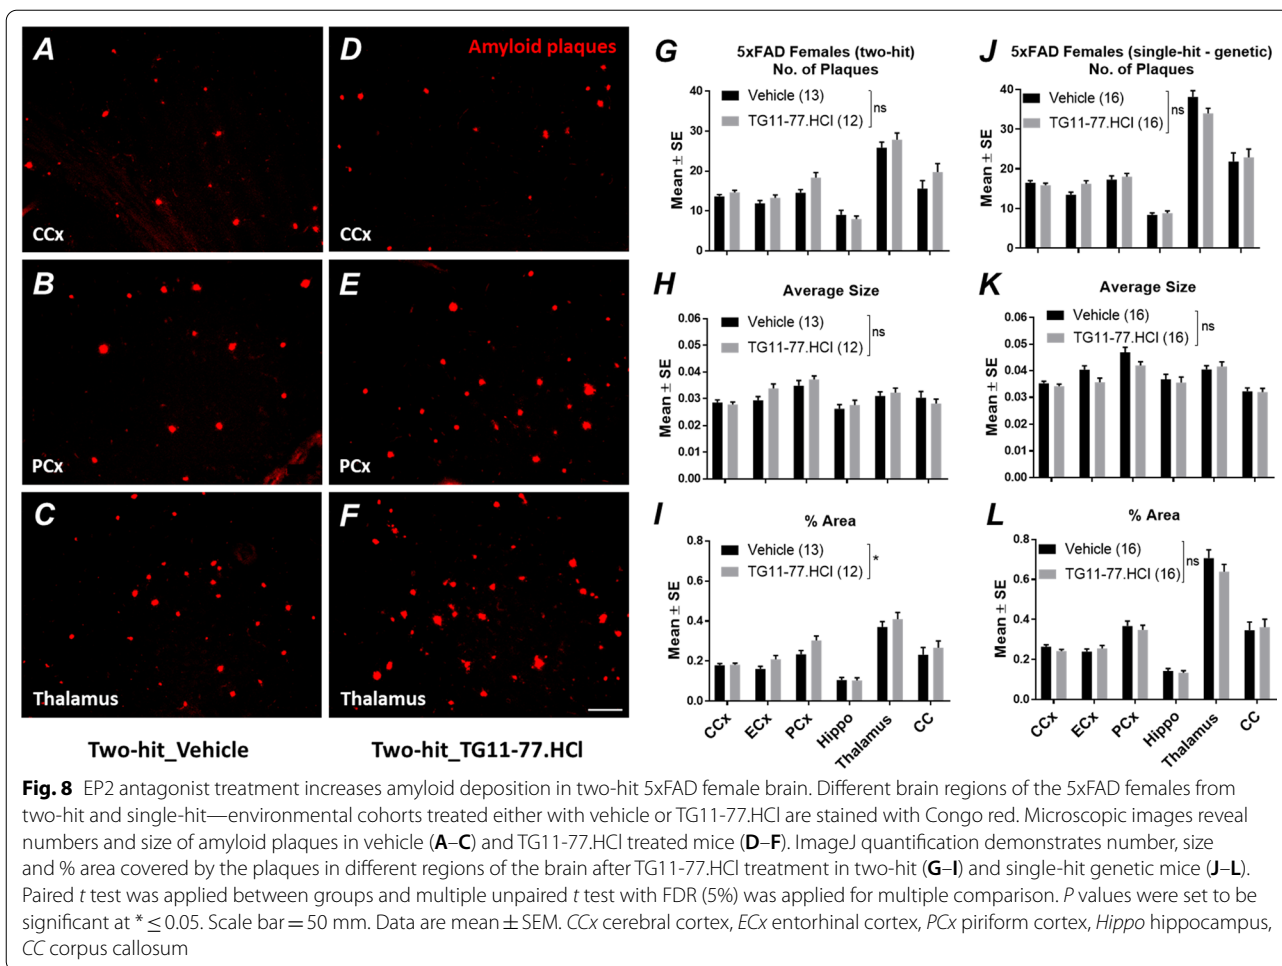 A
D
Amyloid plaques
CCx
CCx
B
E
PCx
PCx
C
F
Thalamus
Thalamus
Two-hit_Vehicle
Two-hit_TG11-77.HCl
G
5xFAD Females (two-hit)
No. of Plaques
Vehicle (13)
TG11-77.HCl (12)
ns
Mean ± SE
40
30
20
10
0
H
Average Size
Vehicle (13)
TG11-77.HCl (12)
ns
Mean ± SE
0.06
0.05
0.04
0.03
0.02
0.01
0.00
I
% Area
Vehicle (13)
TG11-77.HCl (12)
*
Mean ± SE
0.8
0.6
0.4
0.2
0.0
CCx
ECx
PCx
Hippo
Thalamus
CC
J
5xFAD Females (single-hit - genetic)
No. of Plaques
Vehicle (16)
TG11-77.HCl (16)
ns
Mean ± SE
40
30
20
10
0
K
Average Size
Vehicle (16)
TG11-77.HCl (16)
ns
Mean ± SE
0.06
0.05
0.04
0.03
0.02
0.01
0.00
L
% Area
Vehicle (16)
TG11-77.HCl (16)
ns
Mean ± SE
0.8
0.6
0.4
0.2
0.0
CCx
ECx
PCx
Hippo
Thalamus
CC
Fig. 8 EP2 antagonist treatment increases amyloid deposition in two-hit 5xFAD female brain. Different brain regions of the 5xFAD females from
two-hit and single-hit—environmental cohorts treated either with vehicle or TG11-77.HCl are stained with Congo red. Microscopic images reveal
numbers and size of amyloid plaques in vehicle (A–C) and TG11-77.HCl treated mice (D–F). ImageJ quantification demonstrates number, size
and % area covered by the plaques in different regions of the brain after TG11-77.HCl treatment in two-hit (G–I) and single-hit genetic mice (J–L).
Paired t test was applied between groups and multiple unpaired t test with FDR (5%) was applied for multiple comparison. P values were set to be
significant at * ≤ 0.05. Scale bar = 50 mm. Data are mean ± SEM. CCx cerebral cortex, ECx entorhinal cortex, PCx piriform cortex, Hippo hippocampus,
CC corpus callosum